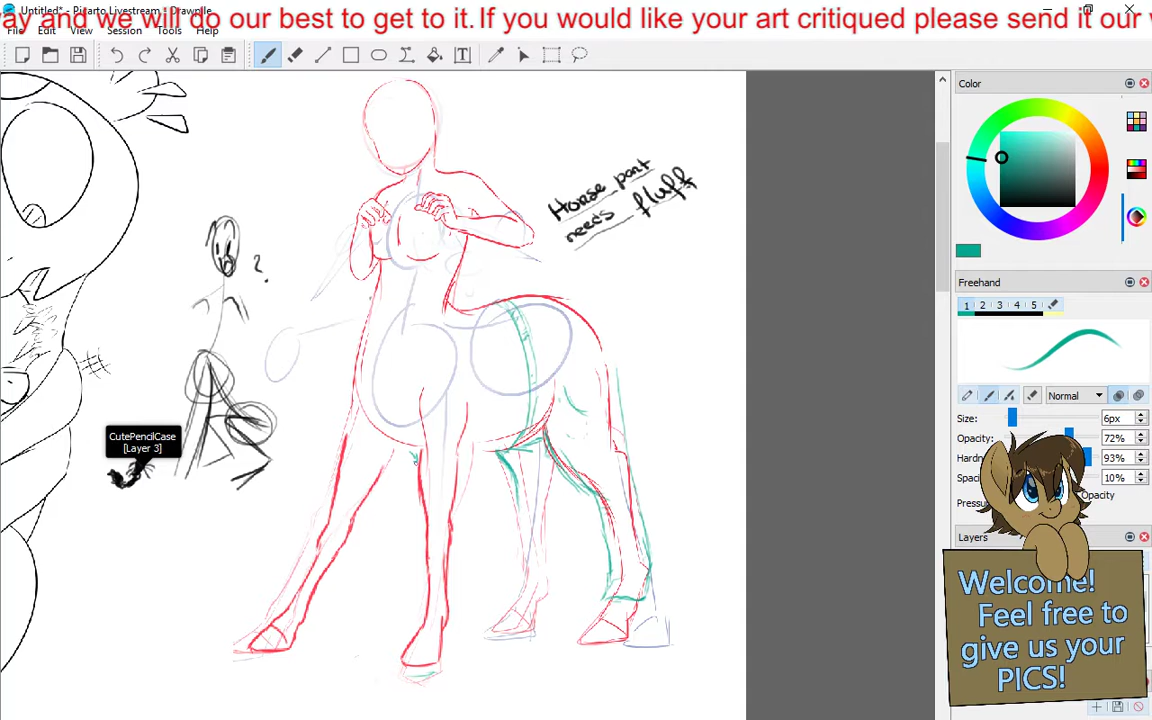 Untitled* - Picarto Livestream - Drawpile
ay and we will do our best to get to it. If you would like your art critiqued please send it our
File Edit View Session Tools Help
Color
Horse part
needs fluff
?
Freehand
1 2 3 4 5
Normal
Size: 6px
Opacity: 72%
CutePencilCase
[Layer 3]
93%
10%
Opacity
Layers
Welcome!
Feel free to
give us your
PICS!